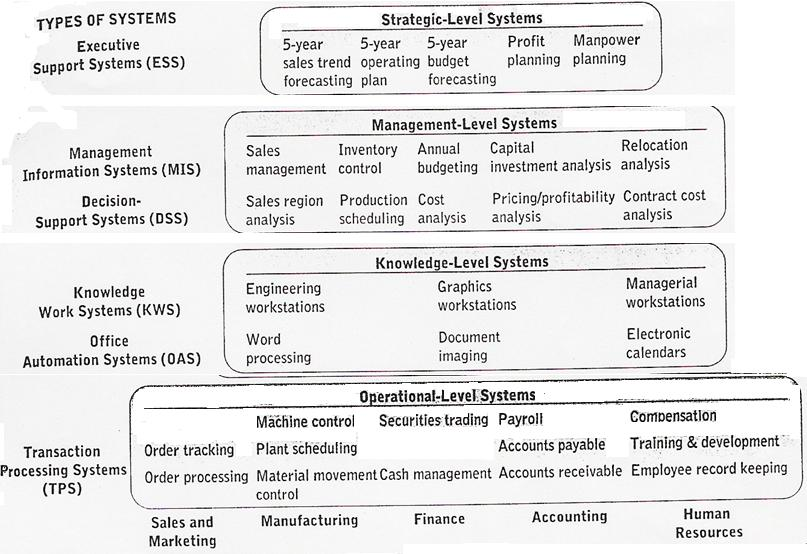 TYPES OF SYSTEMS
Executive
Support Systems (ESS)
Strategic-Level Systems
5-year 5-year 5-year Profit Manpower
sales trend operating budget planning planning
forecasting plan forecasting
Management
Information Systems (MIS)
Decision-
Support Systems (DSS)
Management-Level Systems
Sales Inventory Annual Capital Relocation
management control budgeting investment analysis analysis
Sales region Production Cost Pricing/profitability Contract cost
analysis scheduling analysis analysis analysis
Knowledge
Work Systems (KWS)
Office
Automation Systems (OAS)
Knowledge-Level Systems
Engineering Graphics Managerial
workstations workstations workstations
Word Document Electronic
processing imaging calendars
Transaction
Processing Systems
(TPS)
Operational-Level Systems
Machine control Securities trading Payroll Compensation
Order tracking Plant scheduling Accounts payable Training & development
Order processing Material movement Cash management Accounts receivable Employee record keeping
control
Sales and Manufacturing Finance Accounting Human
Marketing Resources